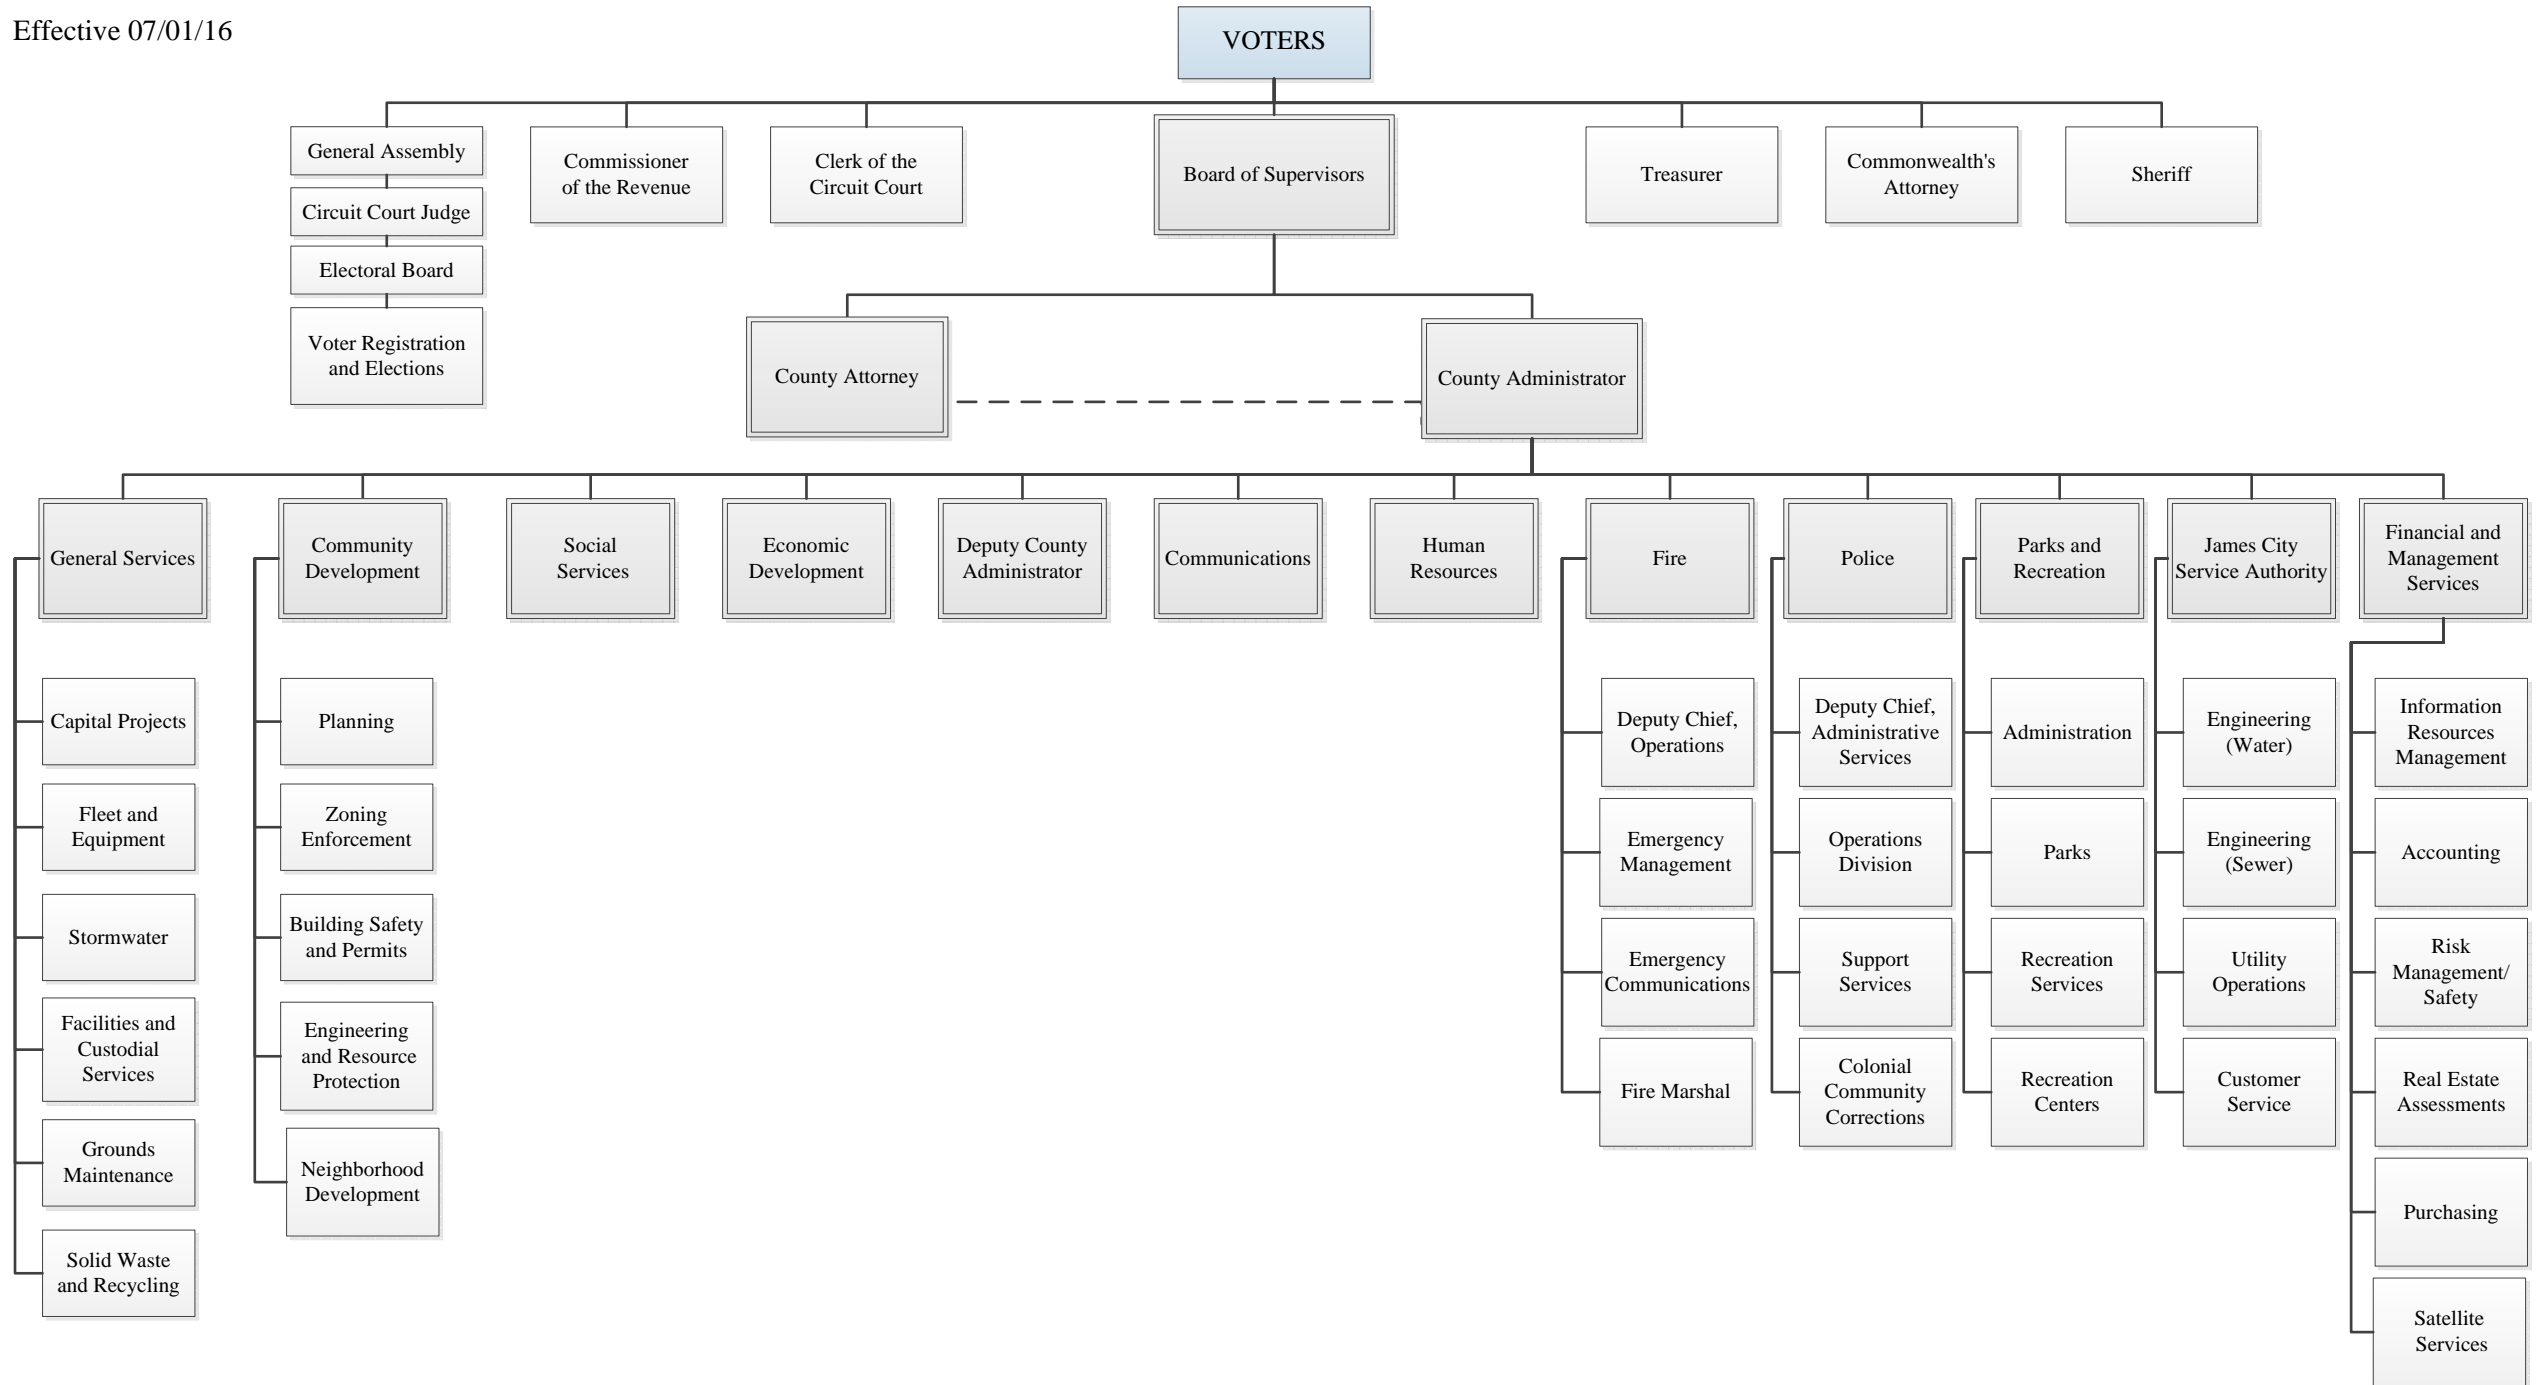 Effective 07/01/16
VOTERS
General Assembly
Circuit Court Judge
Electoral Board
Voter Registration
and Elections
Commissioner
of the Revenue
Clerk of the
Circuit Court
Board of Supervisors
Treasurer
Commonwealth's
Attorney
Sheriff
County Attorney
County Administrator
General Services
Capital Projects
Fleet and
Equipment
Stormwater
Facilities and
Custodial
Services
Grounds
Maintenance
Solid Waste
and Recycling
Community
Development
Planning
Zoning
Enforcement
Building Safety
and Permits
Engineering
and Resource
Protection
Neighborhood
Development
Social
Services
Economic
Development
Deputy County
Administrator
Communications
Human
Resources
Fire
Deputy Chief,
Operations
Emergency
Management
Emergency
Communications
Fire Marshal
Police
Deputy Chief,
Administrative
Services
Operations
Division
Support
Services
Colonial
Community
Corrections
Parks and
Recreation
Administration
Parks
Recreation
Services
Recreation
Centers
James City
Service Authority
Engineering
(Water)
Engineering
(Sewer)
Utility
Operations
Customer
Service
Financial and
Management
Services
Information
Resources
Management
Accounting
Risk
Management/
Safety
Real Estate
Assessments
Purchasing
Satellite
Services